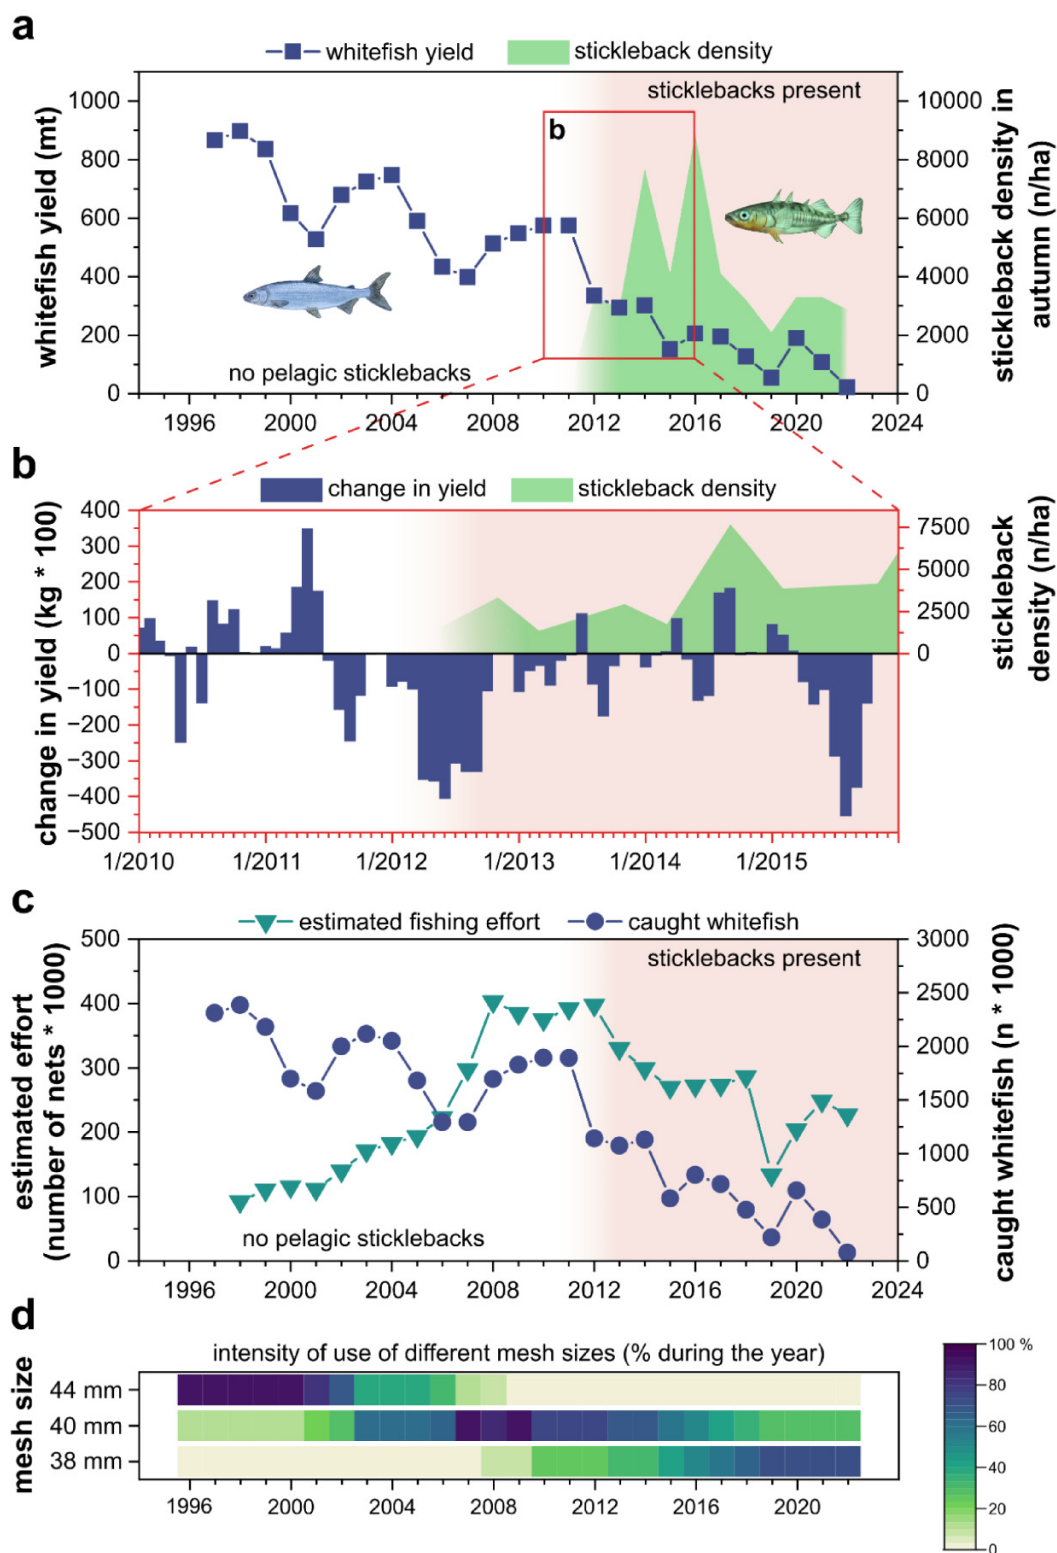 a
whitefish yield stickleback density
sticklebacks present
b
no pelagic sticklebacks
whitefish yield (mt)
stickleback density in
autumn (n/ha)
1000
800
600
400
200
0
10000
8000
6000
4000
2000
0
1996 2000 2004 2008 2012 2016 2020 2024
b
change in yield stickleback density
change in yield (kg * 100)
stickleback
density (n/ha)
400
300
200
100
0
−100
−200
−300
−400
−500
7500
5000
2500
0
1/2010 1/2011 1/2012 1/2013 1/2014 1/2015
c
estimated fishing effort caught whitefish
sticklebacks present
no pelagic sticklebacks
estimated effort
(number of nets * 1000)
caught whitefish (n * 1000)
500
400
300
200
100
0
3000
2500
2000
1500
1000
500
0
1996 2000 2004 2008 2012 2016 2020 2024
d
intensity of use of different mesh sizes (% during the year)
mesh size
44 mm
40 mm
38 mm
1996 2000 2004 2008 2012 2016 2020
100 %
80
60
40
20
0